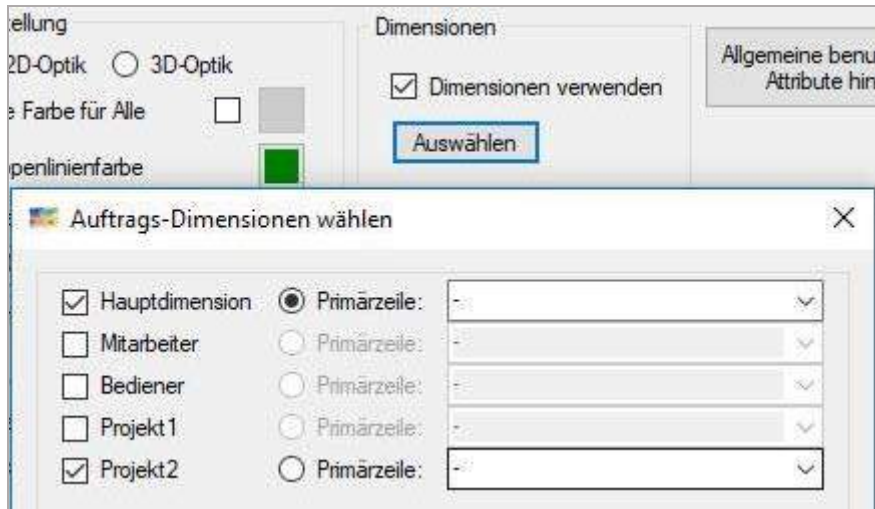 ellung
2D-Optik 3D-Optik
e Farbe für Alle
openlinienfarbe
Dimensionen
Dimensionen verwenden
Auswählen
Allgemeine benu
Attribute hin
Auftrags-Dimensionen wählen
Hauptdimension Primärzeile: -
Mitarbeiter Primärzeile: -
Bediener Primärzeile: -
Projekt1 Primärzeile: -
Projekt2 Primärzeile: -